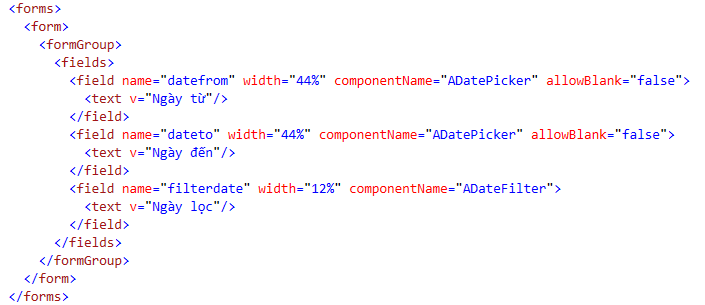 <forms>
<form>
<formGroup>
<fields>
<field name="datefrom" width="44%" componentName="ADatePicker" allowBlank="false">
<text v="Ngày từ"/>
</field>
<field name="dateto" width="44%" componentName="ADatePicker" allowBlank="false">
<text v="Ngày đến"/>
</field>
<field name="filterdate" width="12%" componentName="ADateFilter">
<text v="Ngày lọc"/>
</field>
</fields>
</formGroup>
</form>
</forms>